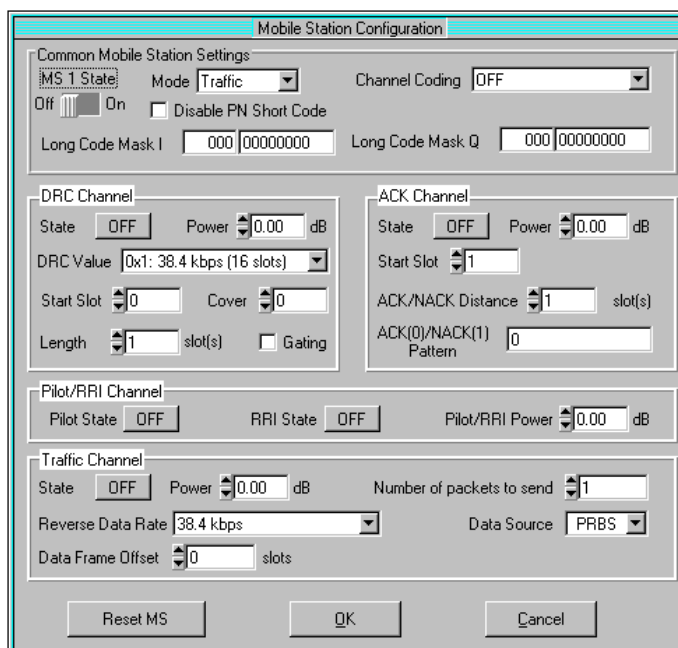 Mobile Station Configuration
Common Mobile Station Settings
MS 1 State Mode Traffic Channel Coding OFF
Off On Disable PN Short Code
Long Code Mask I 000 00000000 Long Code Mask Q 000 00000000
DRC Channel
State OFF Power 0.00 dB
DRC Value 0x1: 38.4 kbps (16 slots)
Start Slot 0 Cover 0
Length 1 slot(s) Gating
ACK Channel
State OFF Power 0.00 dB
Start Slot 1
ACK/NACK Distance 1 slot(s)
ACK(0)/NACK(1) Pattern 0
Pilot/RRI Channel
Pilot State OFF RRI State OFF Pilot/RRI Power 0.00 dB
Traffic Channel
State OFF Power 0.00 dB Number of packets to send 1
Reverse Data Rate 38.4 kbps Data Source PRBS
Data Frame Offset 0 slots
Reset MS OK Cancel